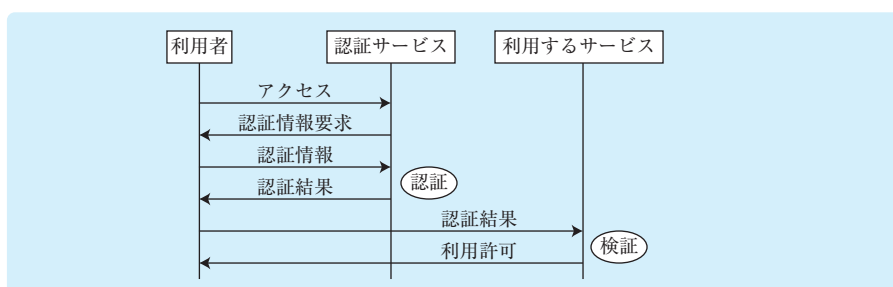 利用者
認証サービス
利用するサービス
アクセス
認証情報要求
認証情報
認証結果
認証
認証結果
利用許可
検証